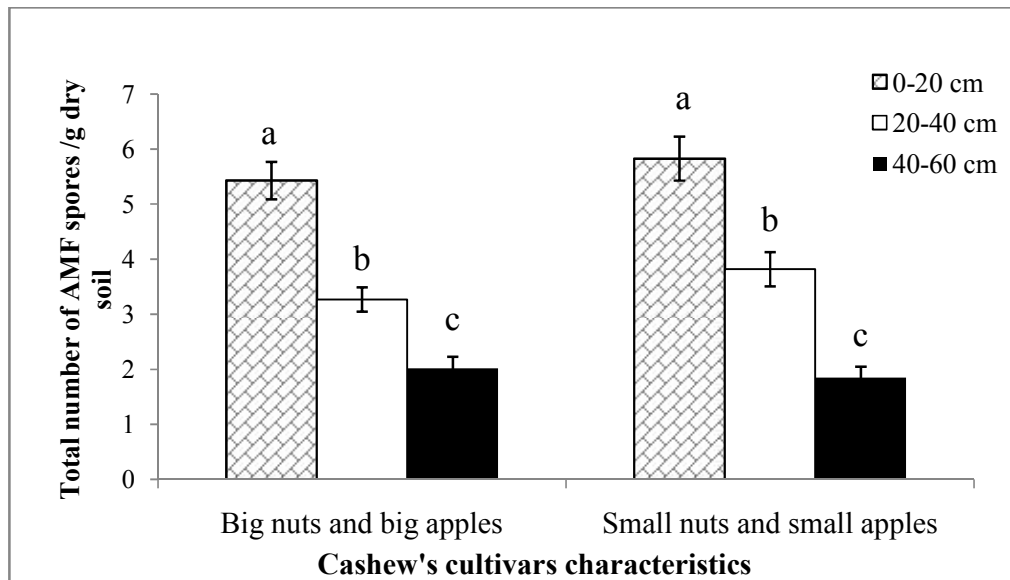 Total number of AMF spores /g dry
soil
7
6
5
4
3
2
1
0
a
b
c
a
b
c
0-20 cm
20-40 cm
40-60 cm
Big nuts and big apples
Small nuts and small apples
Cashew's cultivars characteristics